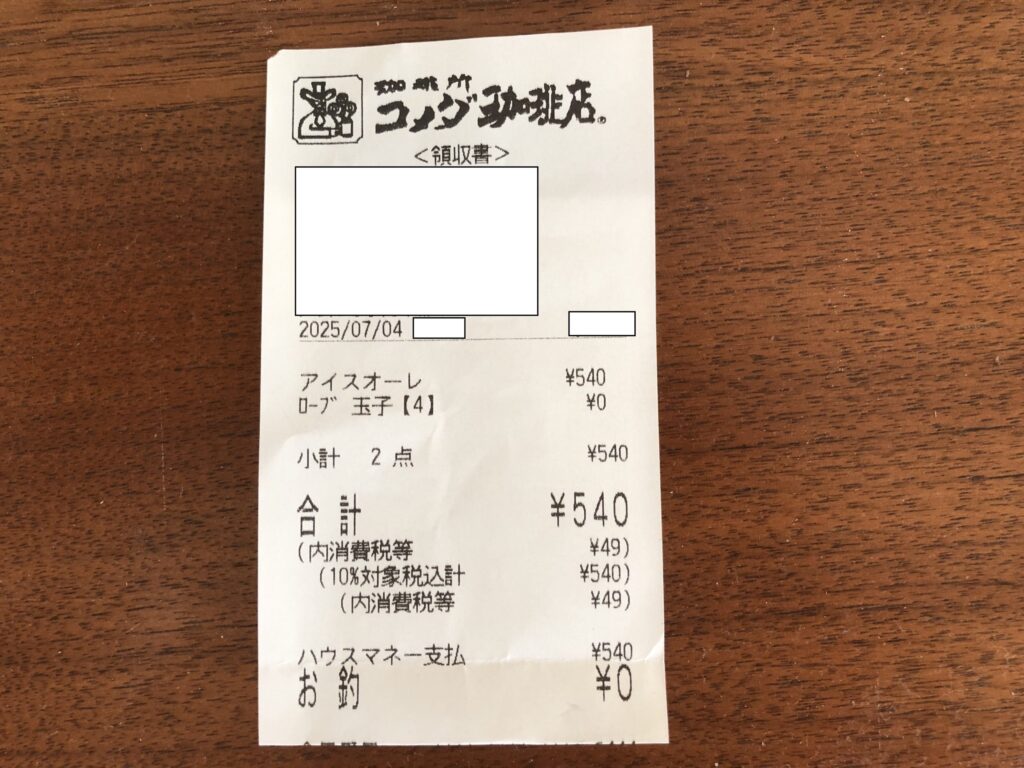 珈琲所
コメダ珈琲店®
＜領収書＞
2025/07/04
アイスオーレ ¥540
ﾛｰﾌﾞ 玉子【4】 ¥0
小計 2 点 ¥540
合計 ¥540
(内消費税等 ¥49)
(10%対象税込計 ¥540)
(内消費税等 ¥49)
ハウスマネー支払 ¥540
お釣 ¥0